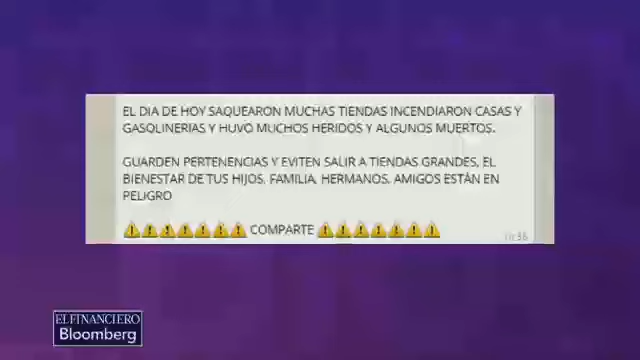 EL DIA DE HOY SAQUEARON MUCHAS TIENDAS INCENDIARON CASAS Y
GASOLINERIAS Y HUVO MUCHOS HERIDOS Y ALGUNOS MUERTOS.
GUARDEN PERTENENCIAS Y EVITEN SALIR A TIENDAS GRANDES, EL
BIENESTAR DE TUS HIJOS, FAMILIA, HERMANOS, AMIGOS ESTÁN EN
PELIGRO
⚠️⚠️⚠️⚠️⚠️⚠️⚠️ COMPARTE ⚠️⚠️⚠️⚠️⚠️⚠️⚠️
EL FINANCIERO
Bloomberg